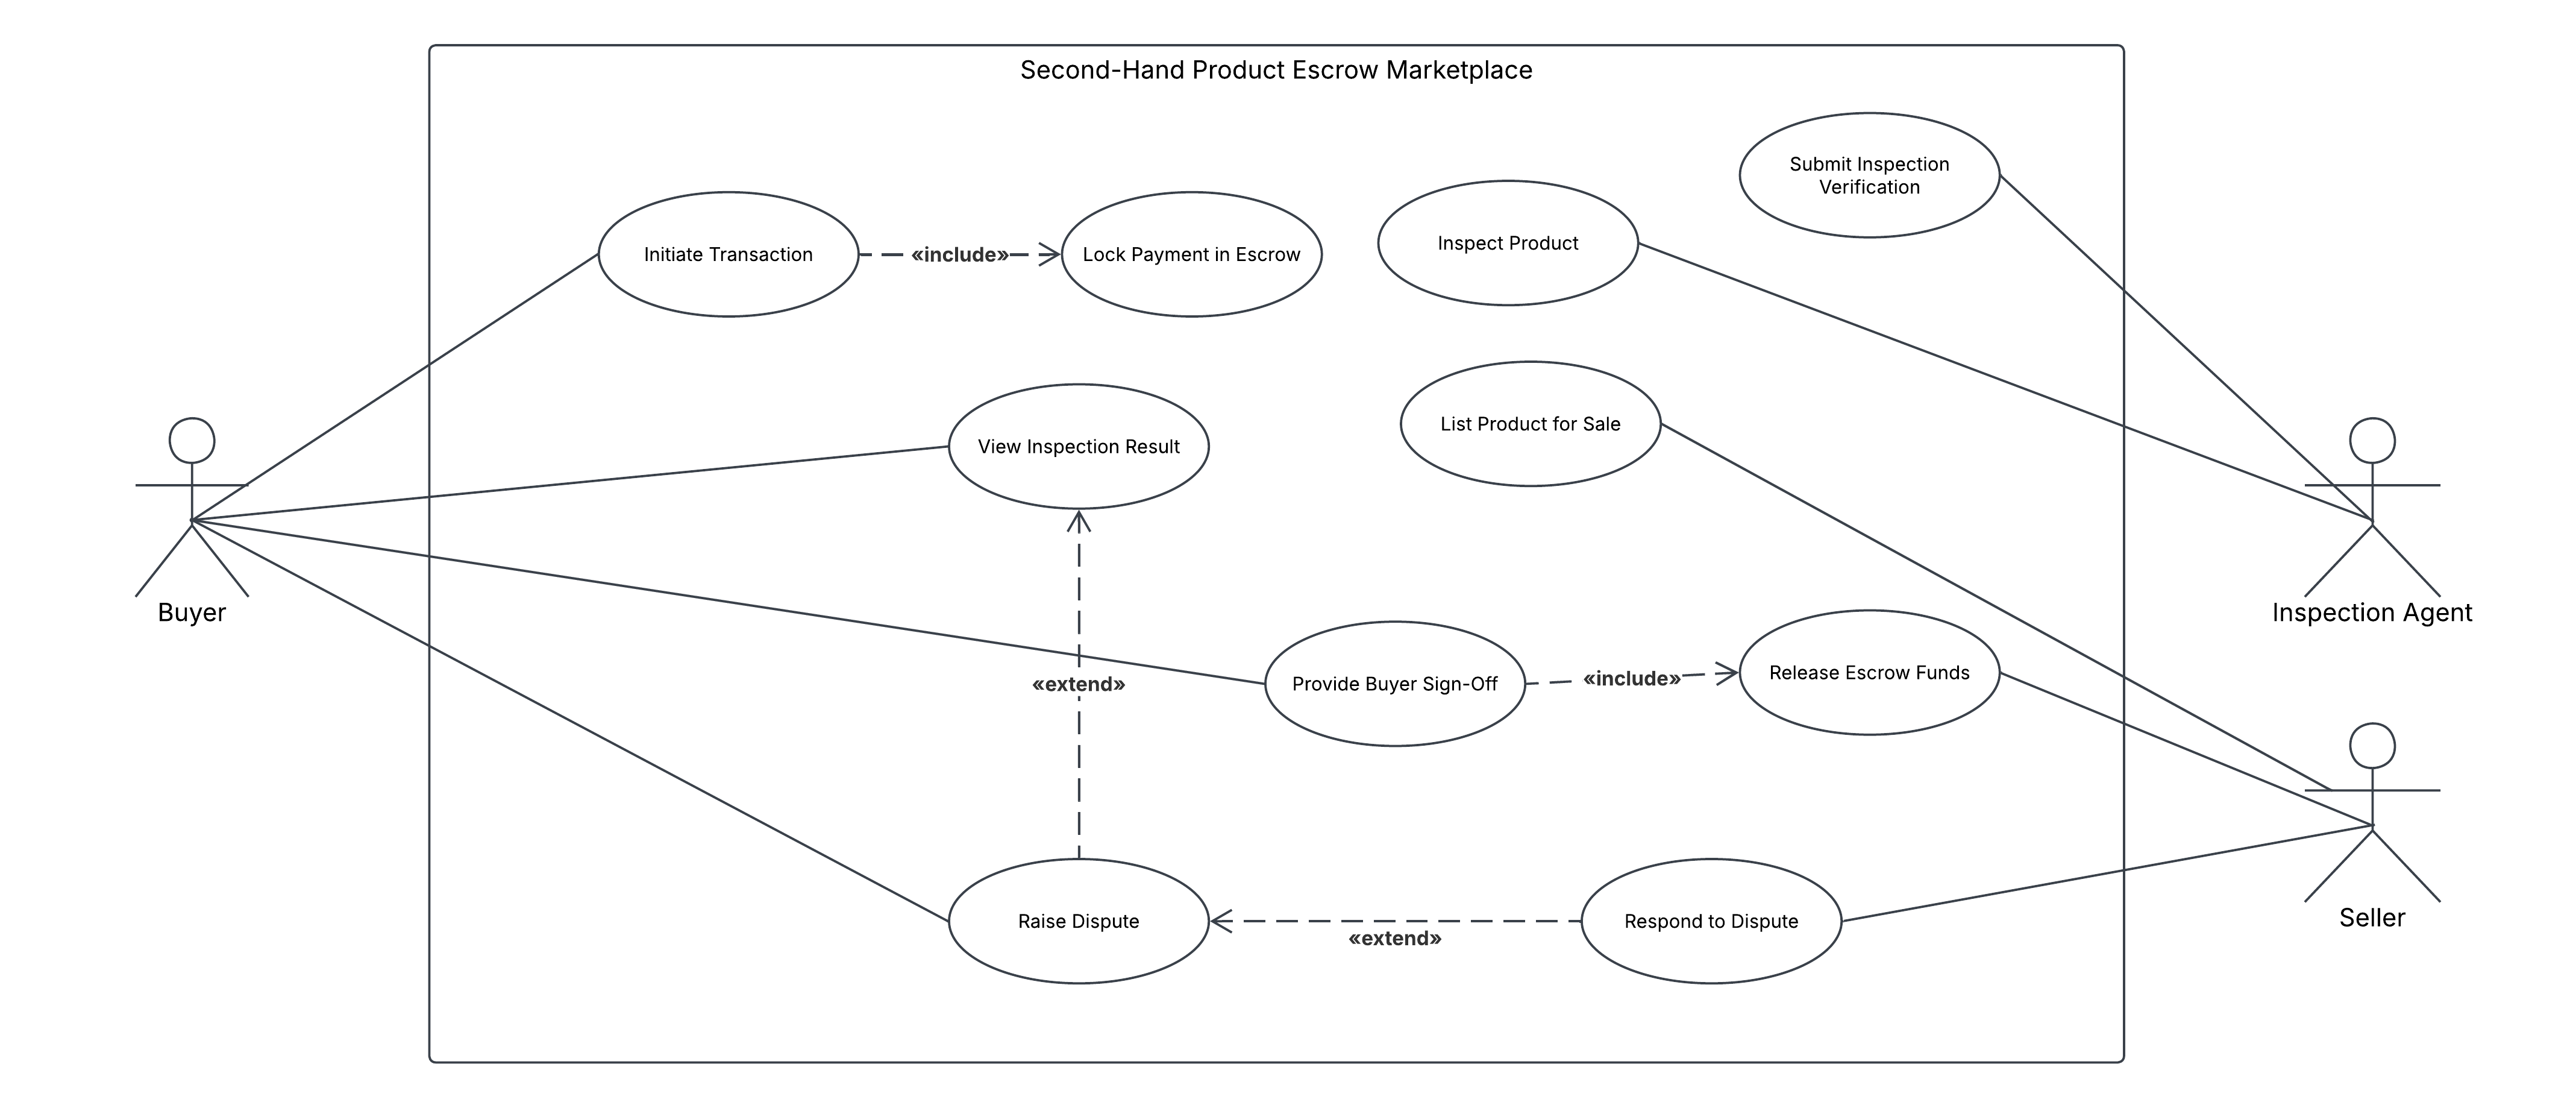 Second-Hand Product Escrow Marketplace
Submit Inspection
Verification
Initiate Transaction
«include»
Lock Payment in Escrow
Inspect Product
List Product for Sale
View Inspection Result
Buyer
Inspection Agent
«extend»
Provide Buyer Sign-Off
«include»
Release Escrow Funds
Raise Dispute
«extend»
Respond to Dispute
Seller